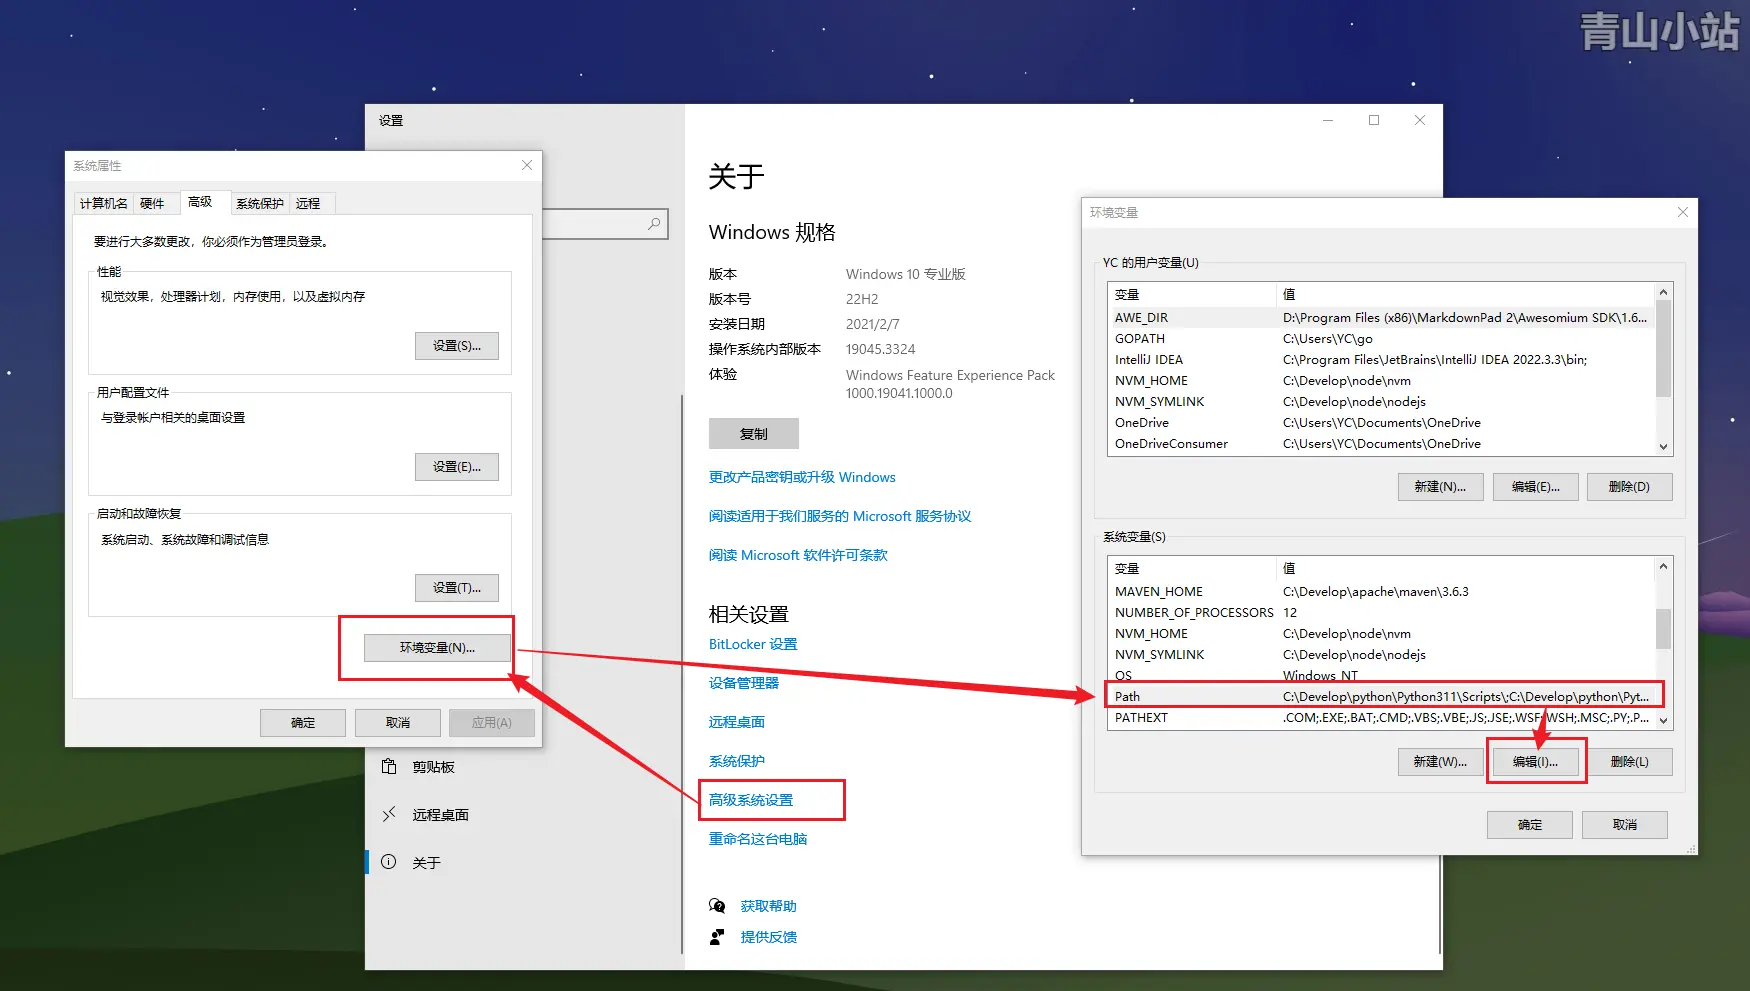 青山小站
设置
系统属性
计算机名 硬件 高级 系统保护 远程
要进行大多数更改，你必须作为管理员登录。
性能
视觉效果，处理器计划，内存使用，以及虚拟内存
设置(S)...
用户配置文件
与登录帐户相关的桌面设置
设置(E)...
启动和故障恢复
系统启动、系统故障和调试信息
设置(T)...
环境变量(N)...
确定 取消 应用(A)
剪贴板
远程桌面
关于
关于
Windows 规格
版本 Windows 10 专业版
版本号 22H2
安装日期 2021/2/7
操作系统内部版本 19045.3324
体验 Windows Feature Experience Pack
1000.19041.1000.0
复制
更改产品密钥或升级 Windows
阅读适用于我们服务的 Microsoft 服务协议
阅读 Microsoft 软件许可条款
相关设置
BitLocker 设置
设备管理器
远程桌面
系统保护
高级系统设置
重命名这台电脑
获取帮助
提供反馈
环境变量
YC 的用户变量(U)
变量 值
AWE_DIR D:\Program Files (x86)\MarkdownPad 2\Awesomium SDK\1.6...
GOPATH C:\Users\YC\go
IntelliJ IDEA C:\Program Files\JetBrains\IntelliJ IDEA 2022.3.3\bin;
NVM_HOME C:\Develop\node\nvm
NVM_SYMLINK C:\Develop\node\nodejs
OneDrive C:\Users\YC\Documents\OneDrive
OneDriveConsumer C:\Users\YC\Documents\OneDrive
新建(N)... 编辑(E)... 删除(D)
系统变量(S)
变量 值
MAVEN_HOME C:\Develop\apache\maven\3.6.3
NUMBER_OF_PROCESSORS 12
NVM_HOME C:\Develop\node\nvm
NVM_SYMLINK C:\Develop\node\nodejs
OS Windows_NT
Path C:\Develop\python\Python311\Scripts\;C:\Develop\python\Pyt...
PATHEXT .COM;.EXE;.BAT;.CMD;.VBS;.VBE;.JS;.JSE;.WSF;.WSH;.MSC;.PY;.P...
新建(W)... 编辑(I)... 删除(L)
确定 取消